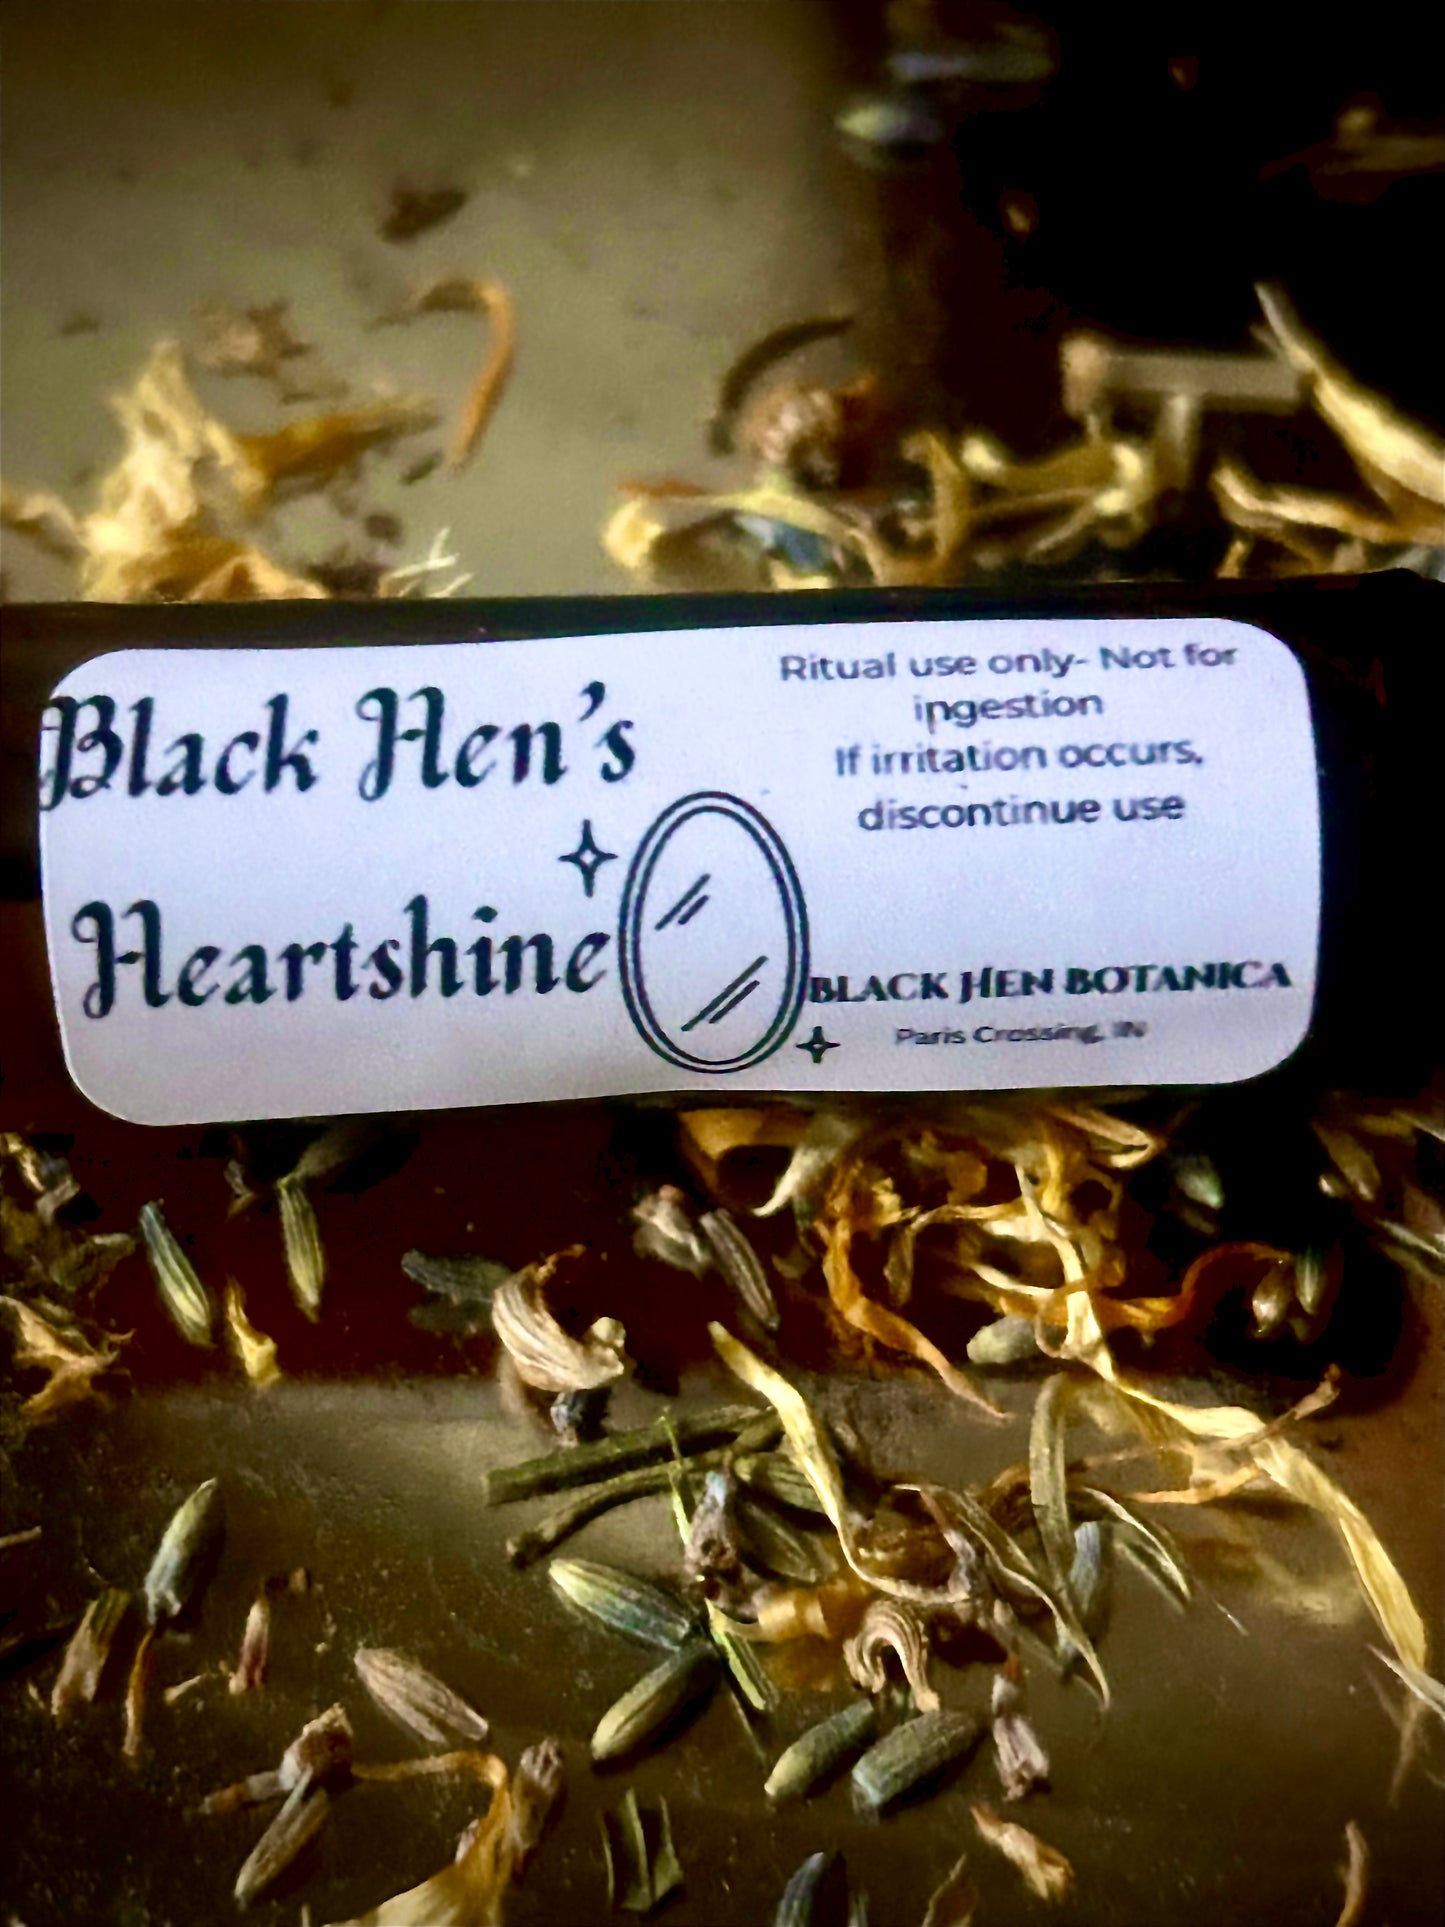 Black Hen's
Heartshine
Ritual use only- Not for
ingestion
If irritation occurs,
discontinue use
BLACK HEN BOTANICA
Paris Crossing, IN